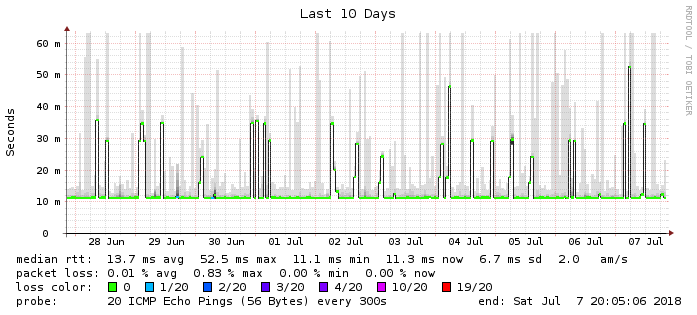 Last 10 Days
RRDTOOL / TOBI OETIKER
Seconds
60 m
50 m
40 m
30 m
20 m
10 m
0
28 Jun 29 Jun 30 Jun 01 Jul 02 Jul 03 Jul 04 Jul 05 Jul 06 Jul 07 Jul
median rtt: 13.7 ms avg 52.5 ms max 11.1 ms min 11.3 ms now 6.7 ms sd 2.0 am/s
packet loss: 0.01 % avg 0.83 % max 0.00 % min 0.00 % now
loss color: 0 1/20 2/20 3/20 4/20 10/20 19/20
probe: 20 ICMP Echo Pings (56 Bytes) every 300s end: Sat Jul 7 20:05:06 2018